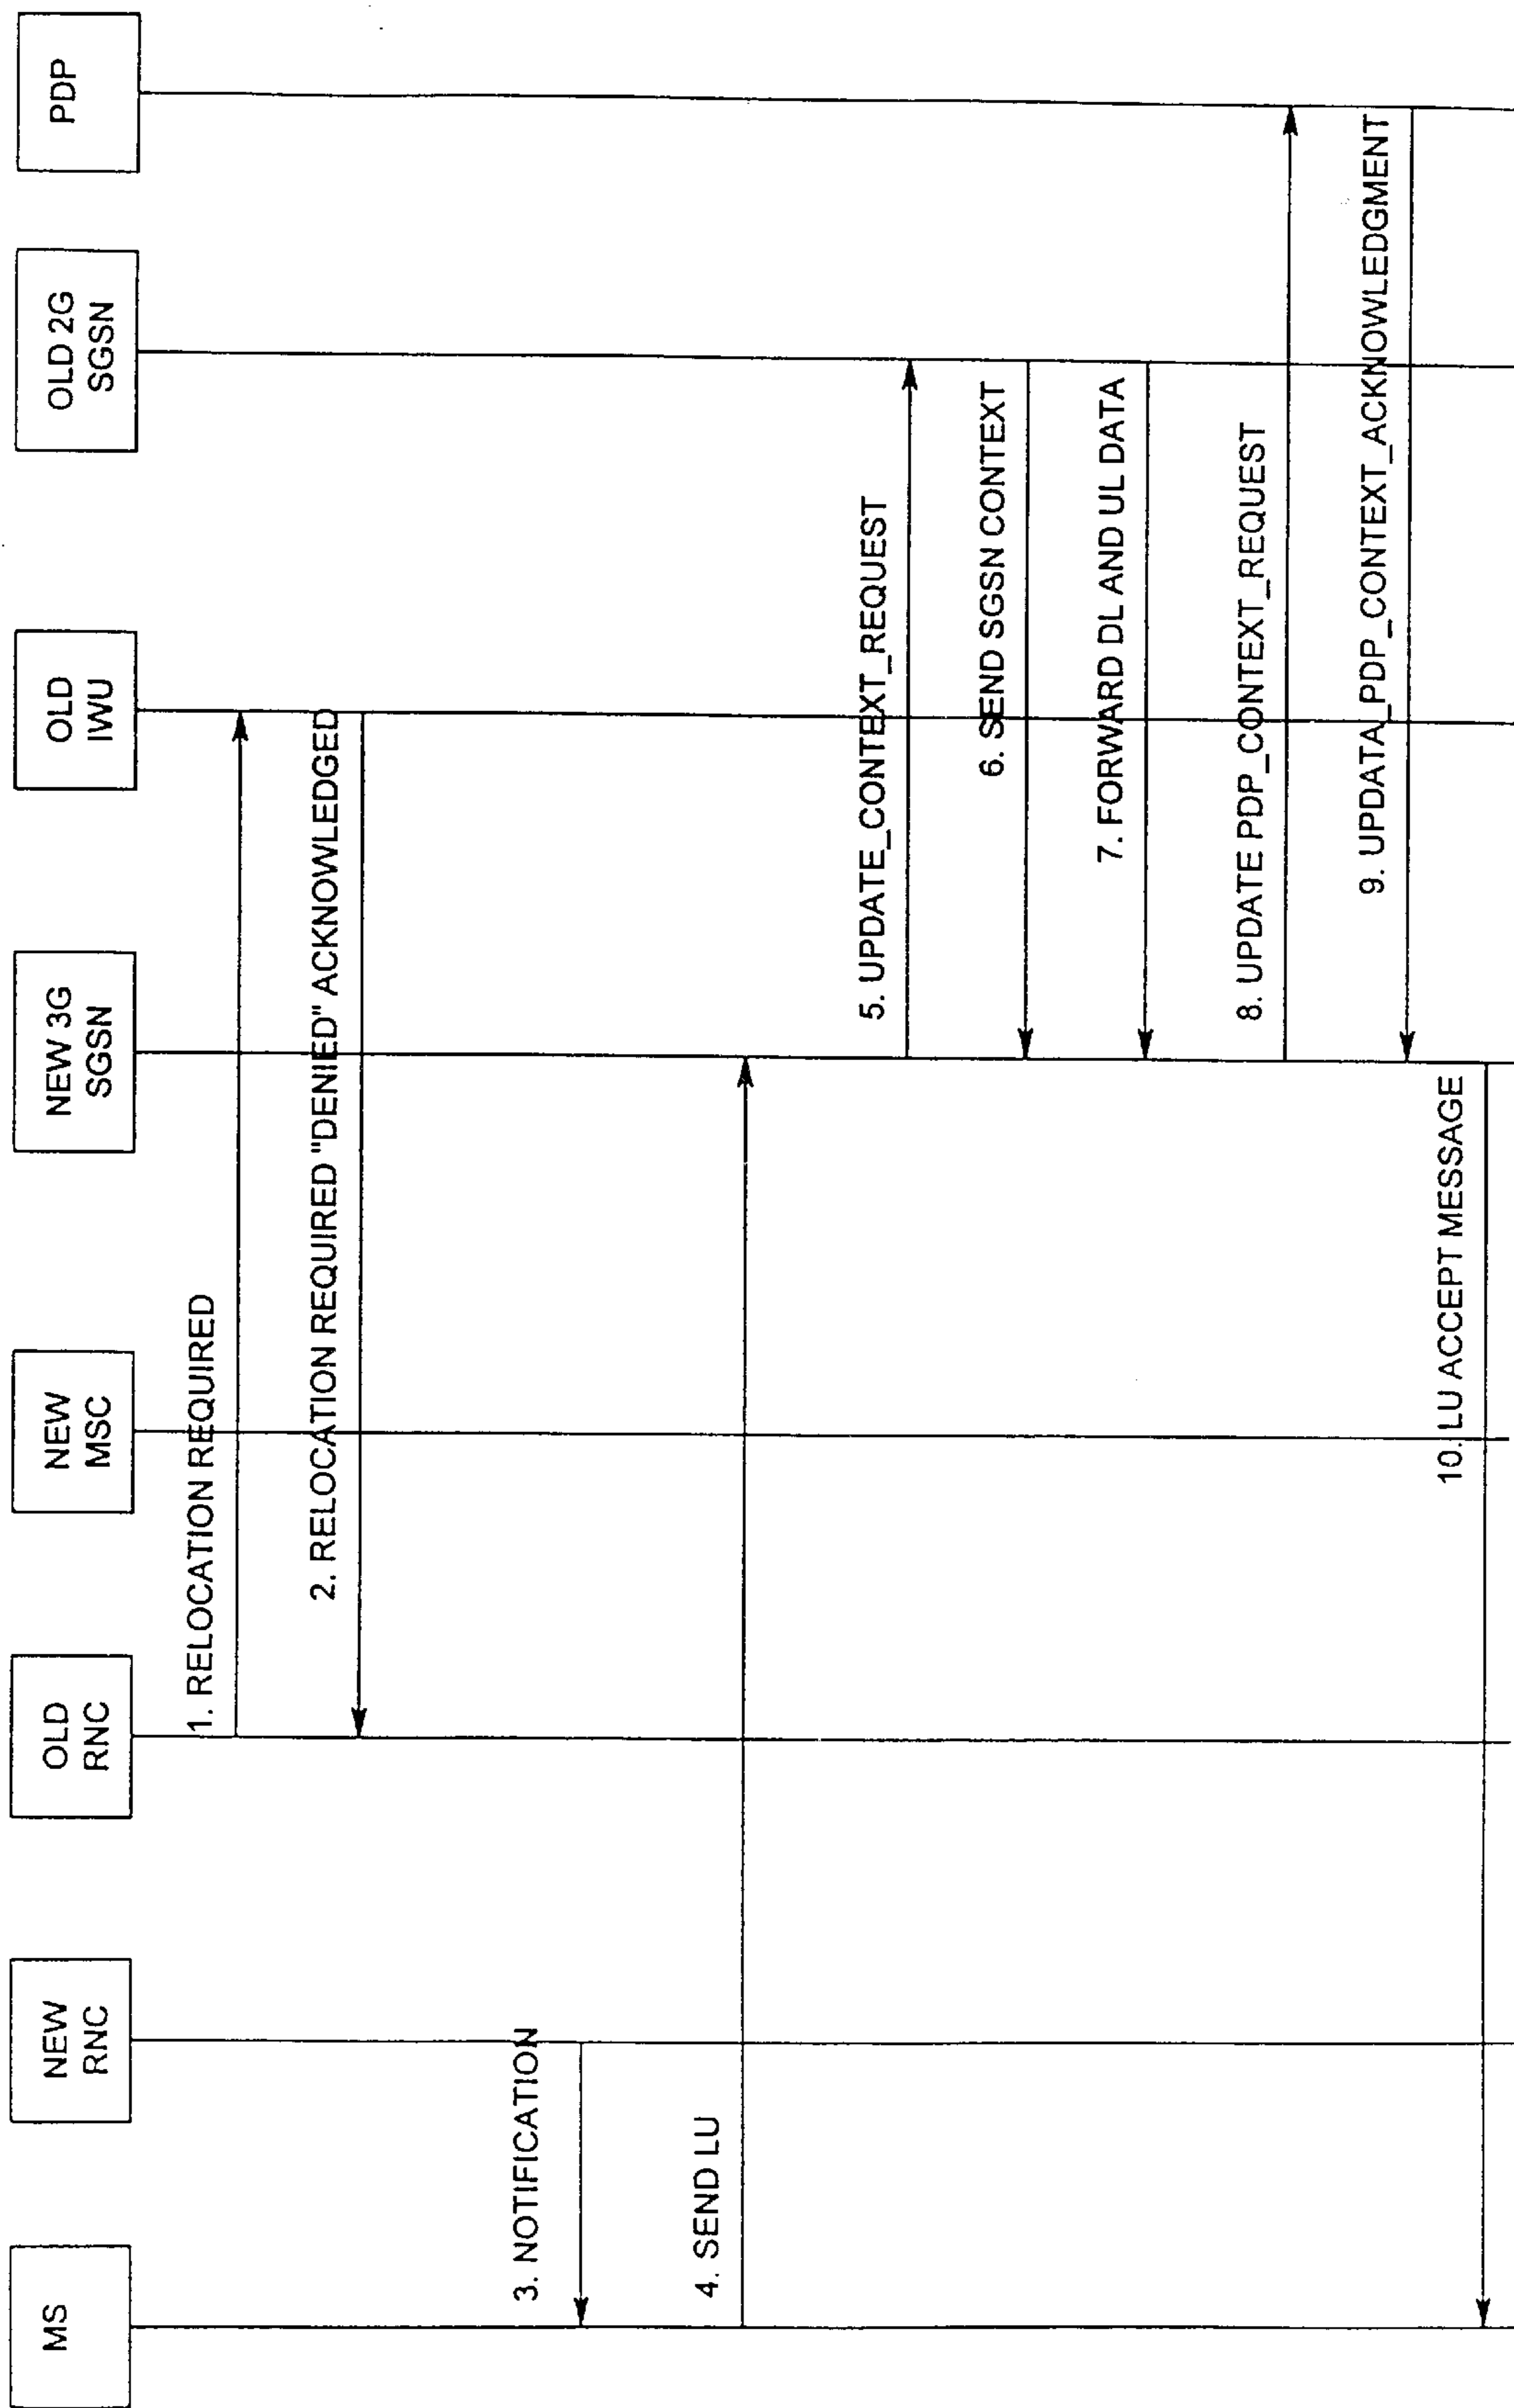 MS
NEW
RNC
OLD
RNC
NEW
MSC
NEW 3G
SGSN
OLD
IWU
OLD 2G
SGSN
PDP
1. RELOCATION REQUIRED
2. RELOCATION REQUIRED "DENIED" ACKNOWLEDGED
3. NOTIFICATION
4. SEND LU
5. UPDATE_CONTEXT_REQUEST
6. SEND SGSN CONTEXT
7. FORWARD DL AND UL DATA
8. UPDATE PDP_CONTEXT_REQUEST
9. UPDATA_PDP_CONTEXT_ACKNOWLEDGMENT
10. LU ACCEPT MESSAGE